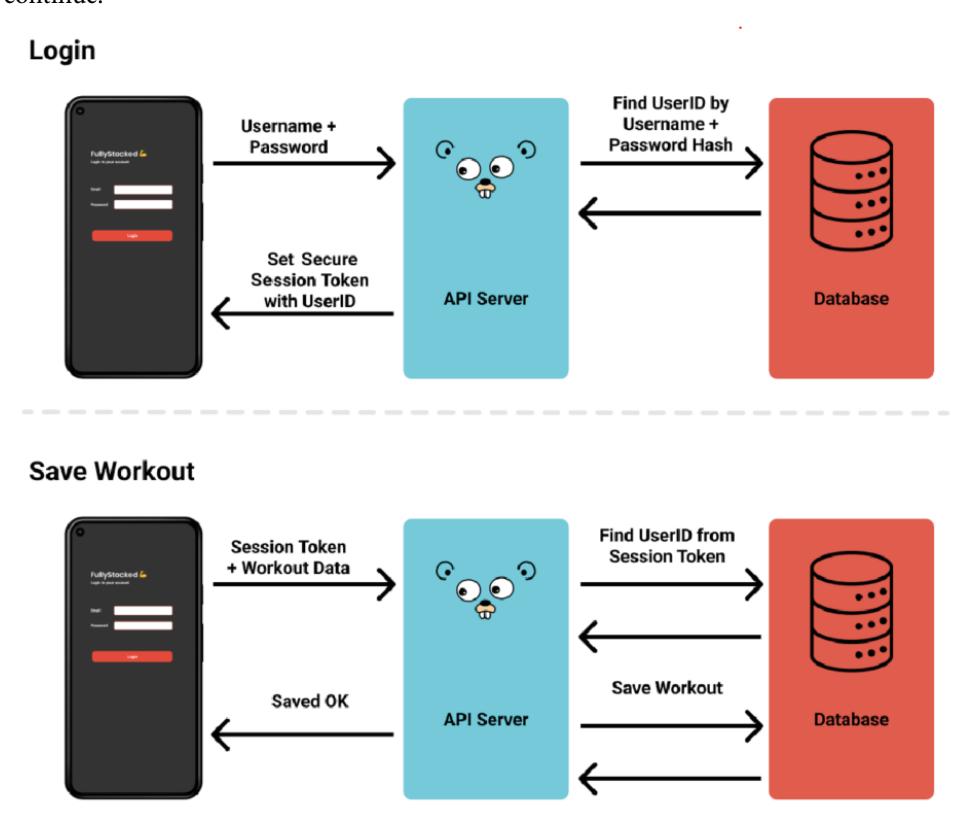 continue.
Login
FullyStacked 💪
Login to your account
Email
Password
Login
Username +
Password
Set Secure
Session Token
with UserID
API Server
Find UserID by
Username +
Password Hash
Database
Save Workout
FullyStacked 💪
Login to your account
Email
Password
Login
Session Token
+ Workout Data
Saved OK
API Server
Find UserID from
Session Token
Save Workout
Database